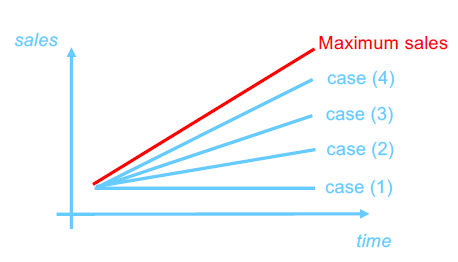 sales
Maximum sales
case (4)
case (3)
case (2)
case (1)
time